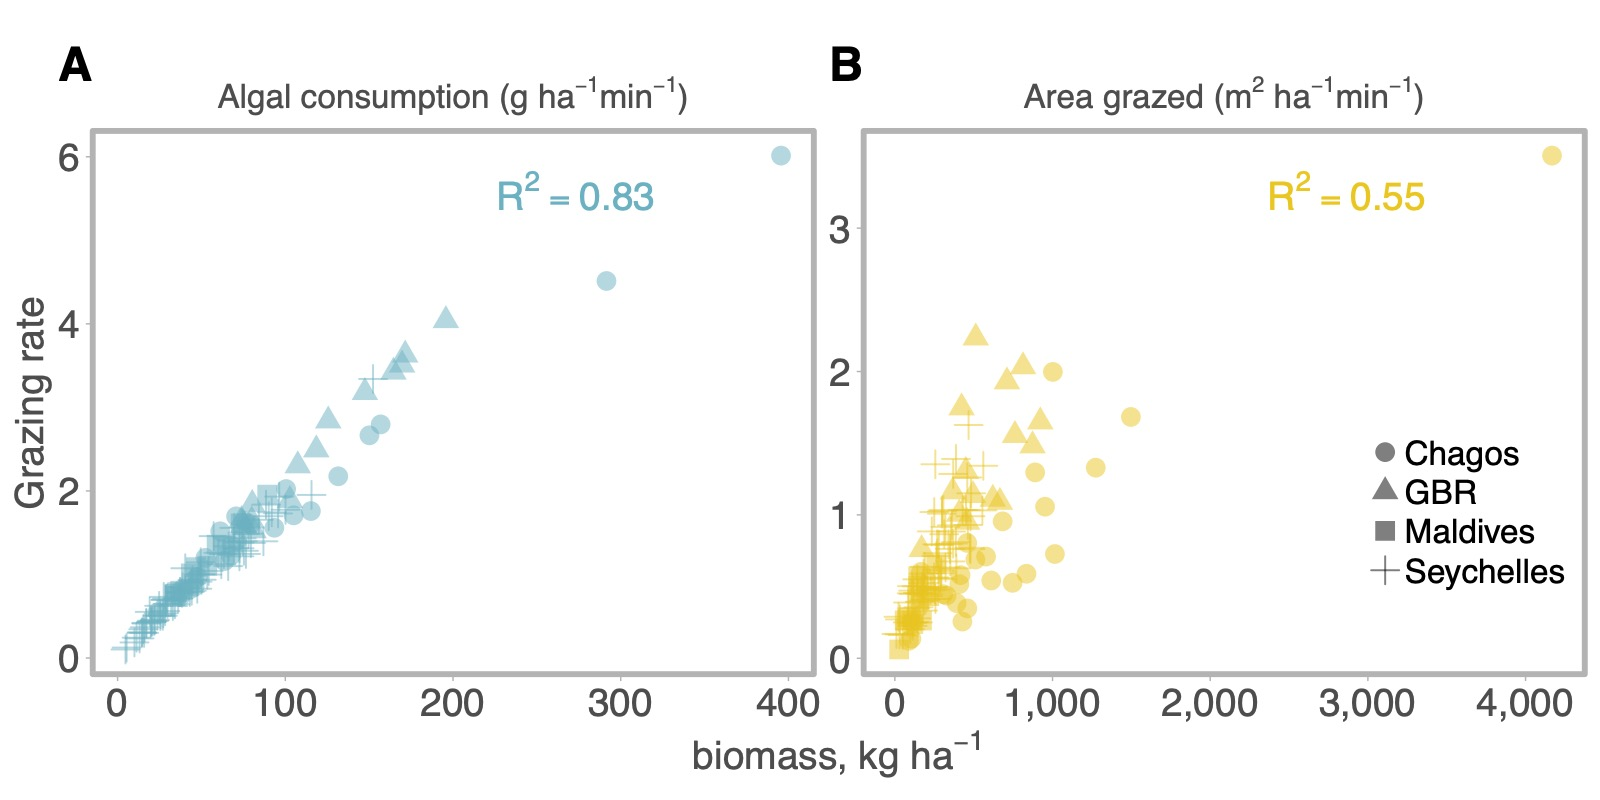 A
Algal consumption (g ha⁻¹min⁻¹)
R² = 0.83
6
4
2
0
0 100 200 300 400
Grazing rate
B
Area grazed (m² ha⁻¹min⁻¹)
R² = 0.55
3
2
1
0
0 1,000 2,000 3,000 4,000
Chagos
GBR
Maldives
Seychelles
biomass, kg ha⁻¹